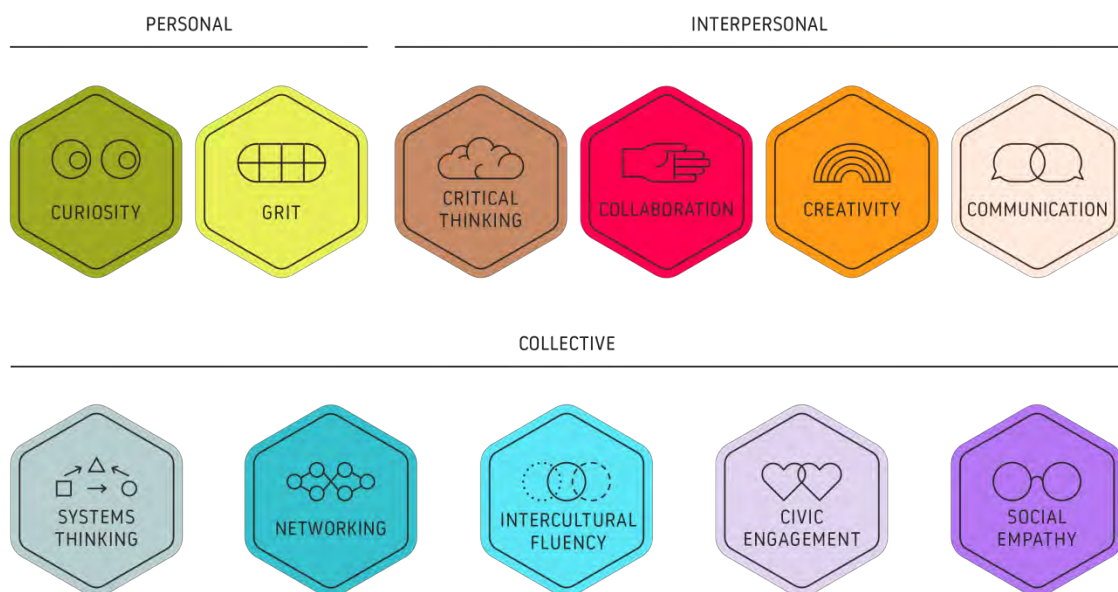 PERSONAL
INTERPERSONAL
CURIOSITY
GRIT
CRITICAL
THINKING
COLLABORATION
CREATIVITY
COMMUNICATION
COLLECTIVE
SYSTEMS
THINKING
NETWORKING
INTERCULTURAL
FLUENCY
CIVIC
ENGAGEMENT
SOCIAL
EMPATHY